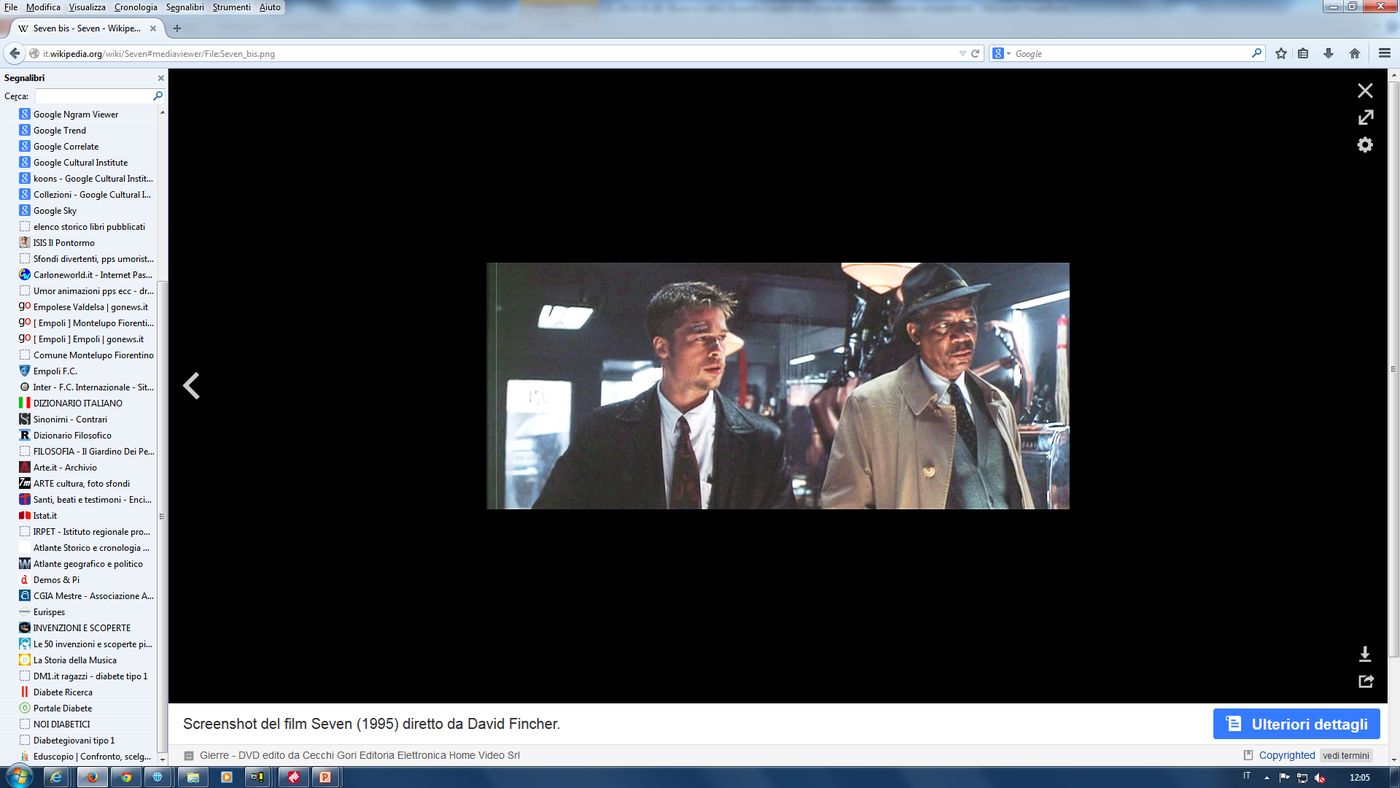 File Modifica Visualizza Cronologia Segnalibri Strumenti Aiuto
Seven bis - Seven - Wikipe...
it.wikipedia.org/wiki/Seven#mediaviewer/File:Seven_bis.png
Google
Segnalibri
Cerca:
Google Ngram Viewer
Google Trend
Google Correlate
Google Cultural Institute
koons - Google Cultural Instit...
Collezioni - Google Cultural I...
Google Sky
elenco storico libri pubblicati
ISIS Il Pontormo
Sfondi divertenti, pps umorist...
Carloneworld.it - Internet Pas...
Umor animazioni pps ecc - dr...
Empolese Valdelsa | gonews.it
[ Empoli ] Montelupo Fiorenti...
[ Empoli ] Empoli | gonews.it
Comune Montelupo Fiorentino
Empoli F.C.
Inter - F.C. Internazionale - Sit...
DIZIONARIO ITALIANO
Sinonimi - Contrari
Dizionario Filosofico
FILOSOFIA - Il Giardino Dei Pe...
Arte.it - Archivio
ARTE cultura, foto sfondi
Santi, beati e testimoni - Enci...
Istat.it
IRPET - Istituto regionale pro...
Atlante Storico e cronologia ...
Atlante geografico e politico
Demos & Pi
CGIA Mestre - Associazione A...
Eurispes
INVENZIONI E SCOPERTE
Le 50 invenzioni e scoperte pi...
La Storia della Musica
DM1.it ragazzi - diabete tipo 1
Diabete Ricerca
Portale Diabete
NOI DIABETICI
Diabetegiovani tipo 1
Eduscopio | Confronto, scelg...
Screenshot del film Seven (1995) diretto da David Fincher.
Ulteriori dettagli
Gierre - DVD edito da Cecchi Gori Editoria Elettronica Home Video Srl
Copyrighted vedi termini
IT
12:05